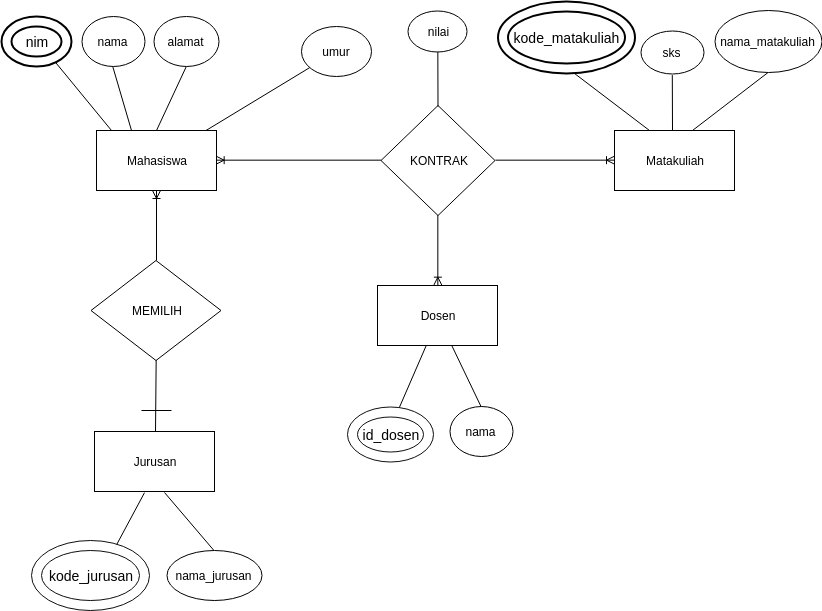 nim
nama
alamat
umur
nilai
kode_matakuliah
sks
nama_matakuliah
Mahasiswa
KONTRAK
Matakuliah
MEMILIH
Dosen
id_dosen
nama
Jurusan
kode_jurusan
nama_jurusan